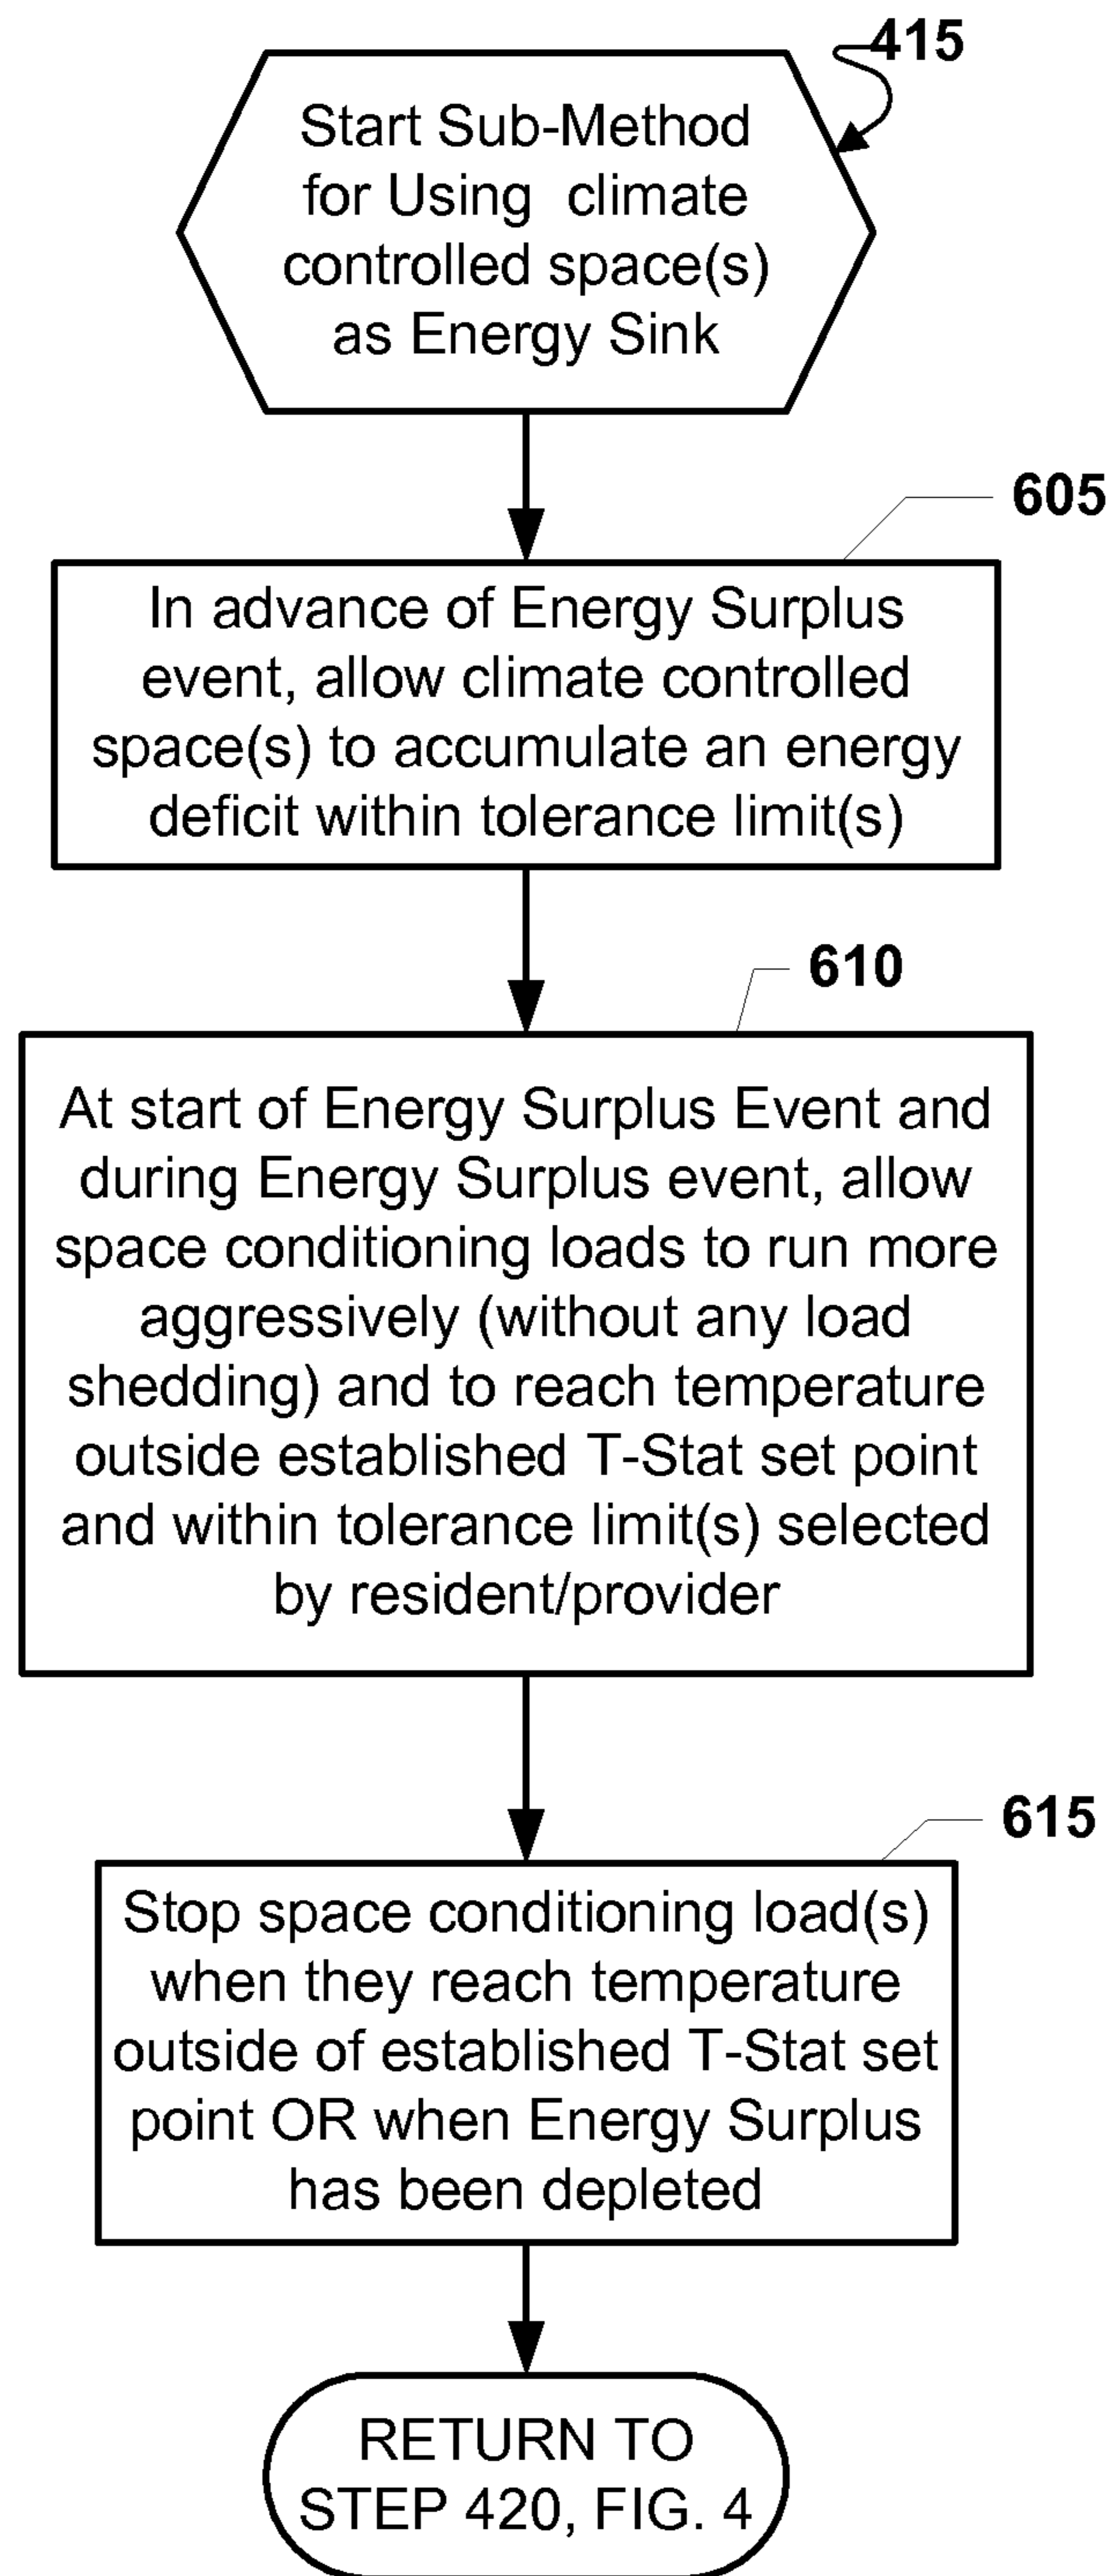 415
Start Sub-Method
for Using climate
controlled space(s)
as Energy Sink
605
In advance of Energy Surplus
event, allow climate controlled
space(s) to accumulate an energy
deficit within tolerance limit(s)
610
At start of Energy Surplus Event and
during Energy Surplus event, allow
space conditioning loads to run more
aggressively (without any load
shedding) and to reach temperature
outside established T-Stat set point
and within tolerance limit(s) selected
by resident/provider
615
Stop space conditioning load(s)
when they reach temperature
outside of established T-Stat set
point OR when Energy Surplus
has been depleted
RETURN TO
STEP 420, FIG. 4